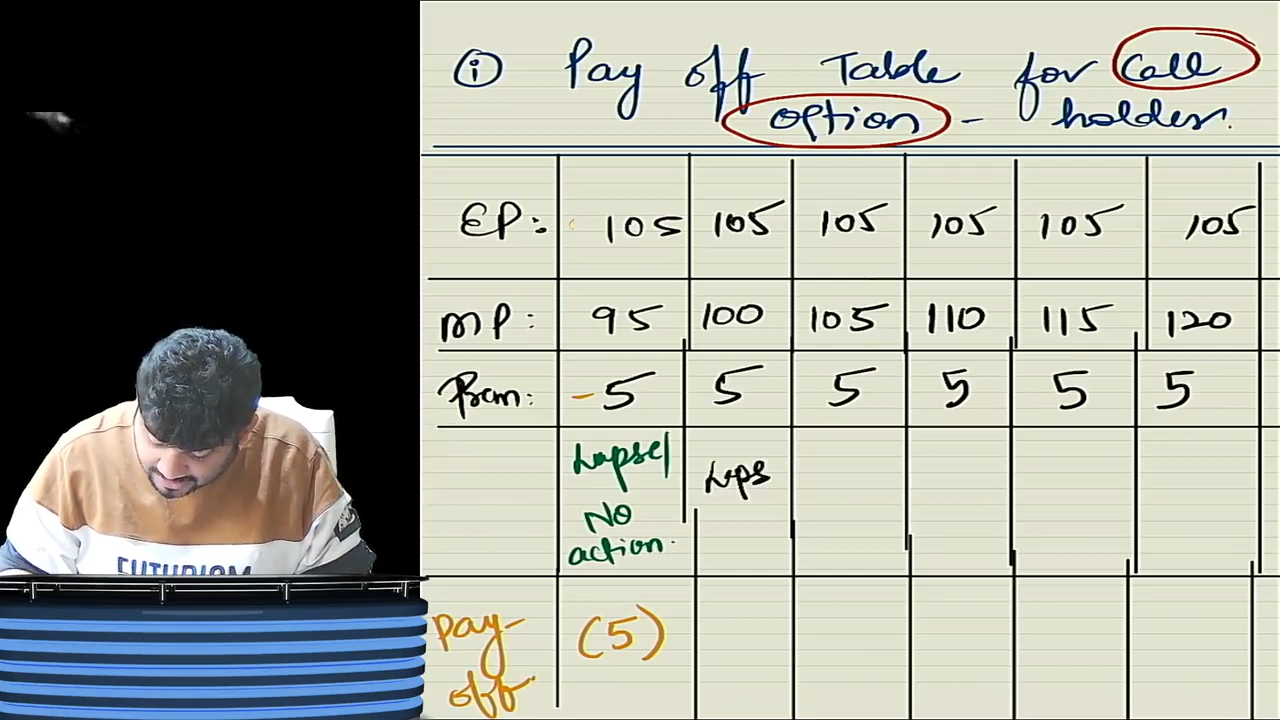 (i) Pay off Table for Call
option - holder.
EP: 105 105 105 105 105 105
MP: 95 100 105 110 115 120
Prem: -5 5 5 5 5 5
Lapse/ Laps
No
action.
Pay- (5)
off.
FUTURISM